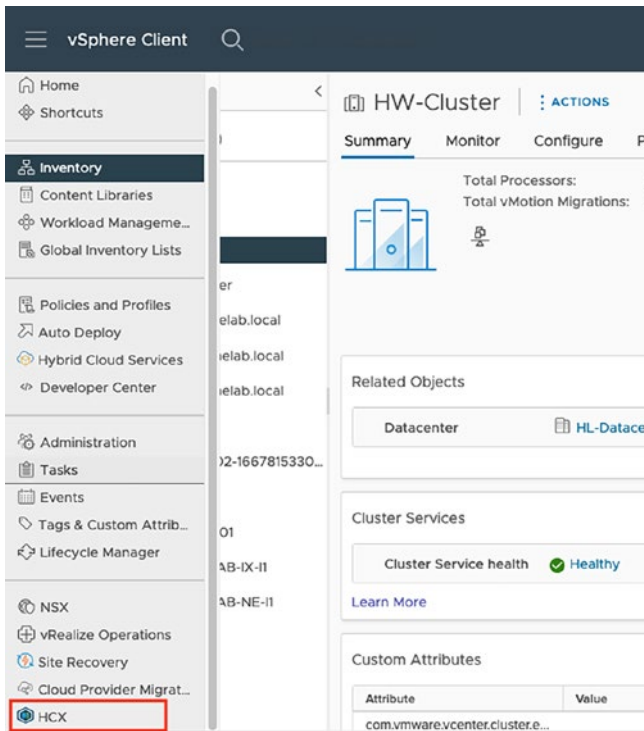 vSphere Client
Home
Shortcuts
Inventory
Content Libraries
Workload Manageme...
Global Inventory Lists
Policies and Profiles
Auto Deploy
Hybrid Cloud Services
Developer Center
Administration
Tasks
Events
Tags & Custom Attrib...
Lifecycle Manager
NSX
vRealize Operations
Site Recovery
Cloud Provider Migrat...
HCX
er
elab.local
elab.local
elab.local
02-1667815330...
01
AB-IX-I1
AB-NE-I1
HW-Cluster
ACTIONS
Summary Monitor Configure P
Total Processors:
Total vMotion Migrations:
Related Objects
Datacenter HL-Datace
Cluster Services
Cluster Service health Healthy
Learn More
Custom Attributes
Attribute Value
com.vmware.vcenter.cluster.e...